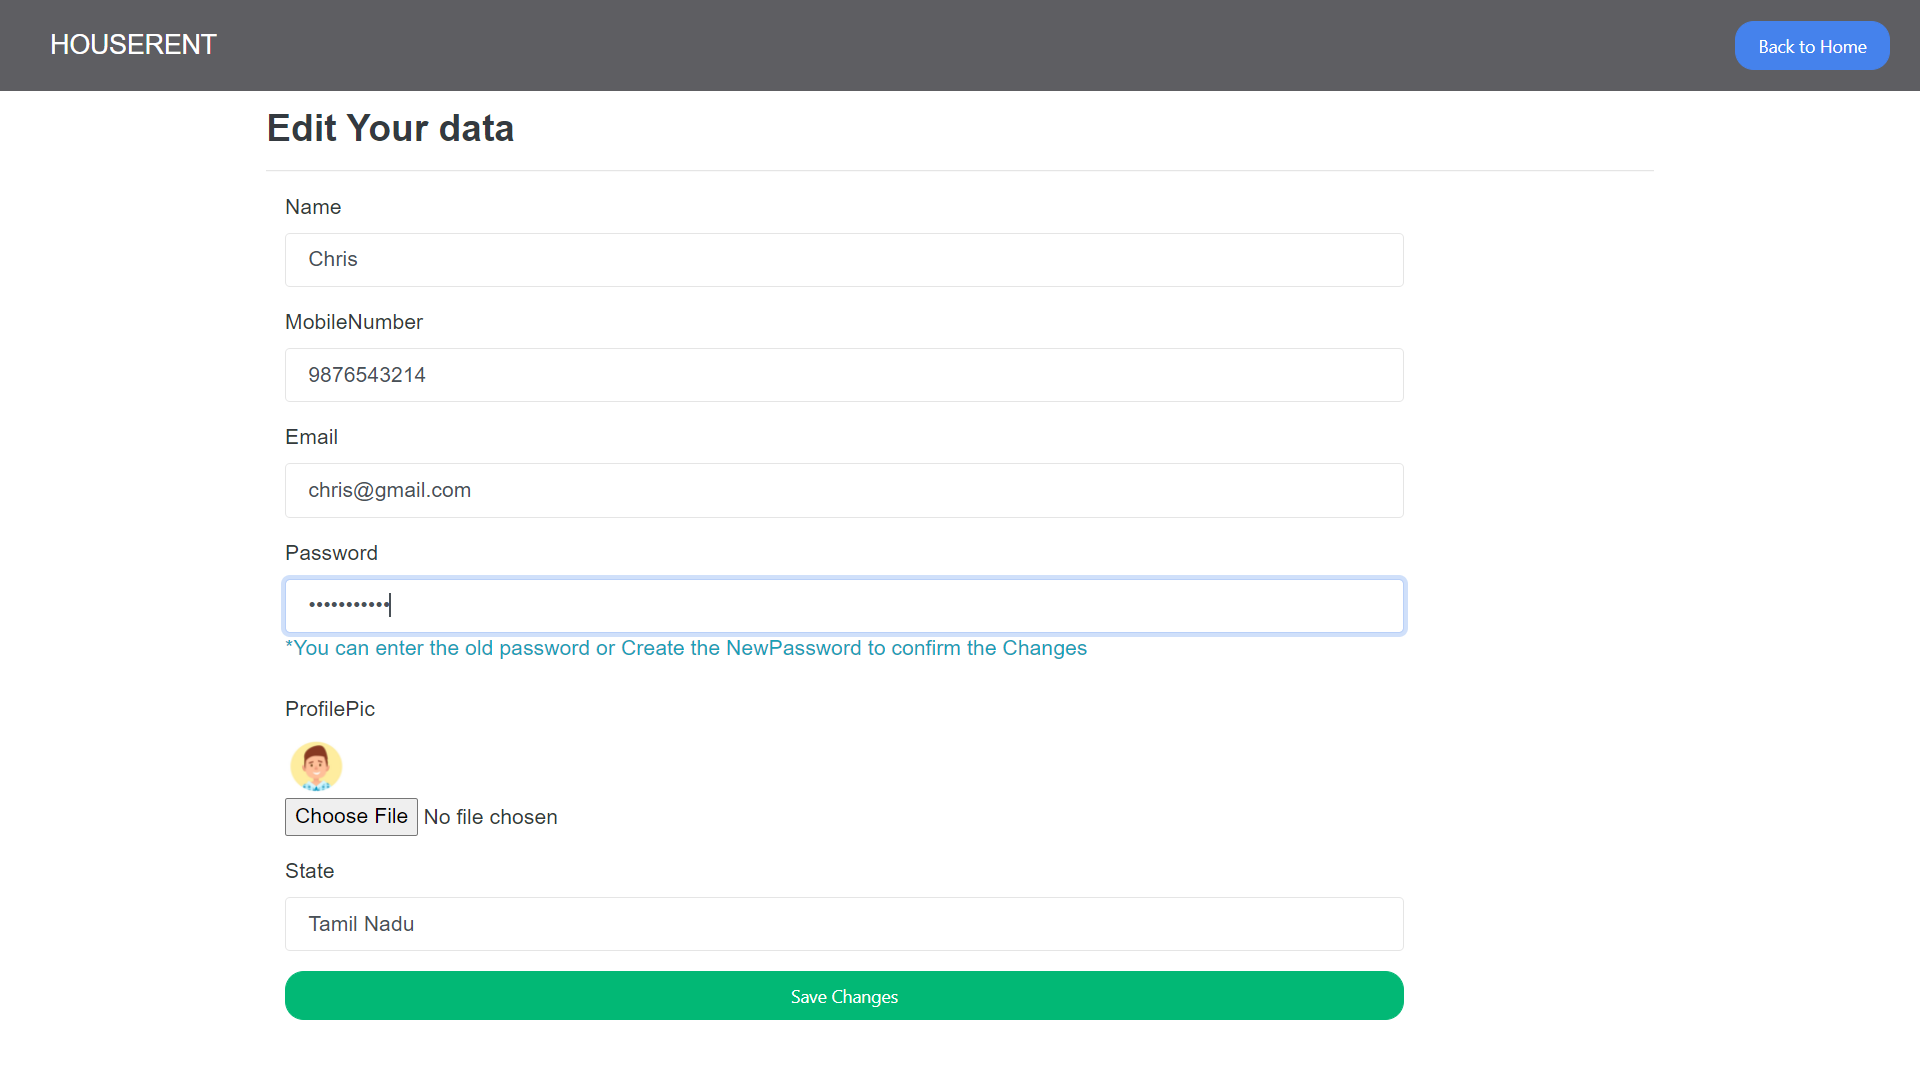 HOUSERENT
Back to Home
Edit Your data
Name
Chris
MobileNumber
9876543214
Email
chris@gmail.com
Password
•••••••••••
*You can enter the old password or Create the NewPassword to confirm the Changes
ProfilePic
Choose File No file chosen
State
Tamil Nadu
Save Changes